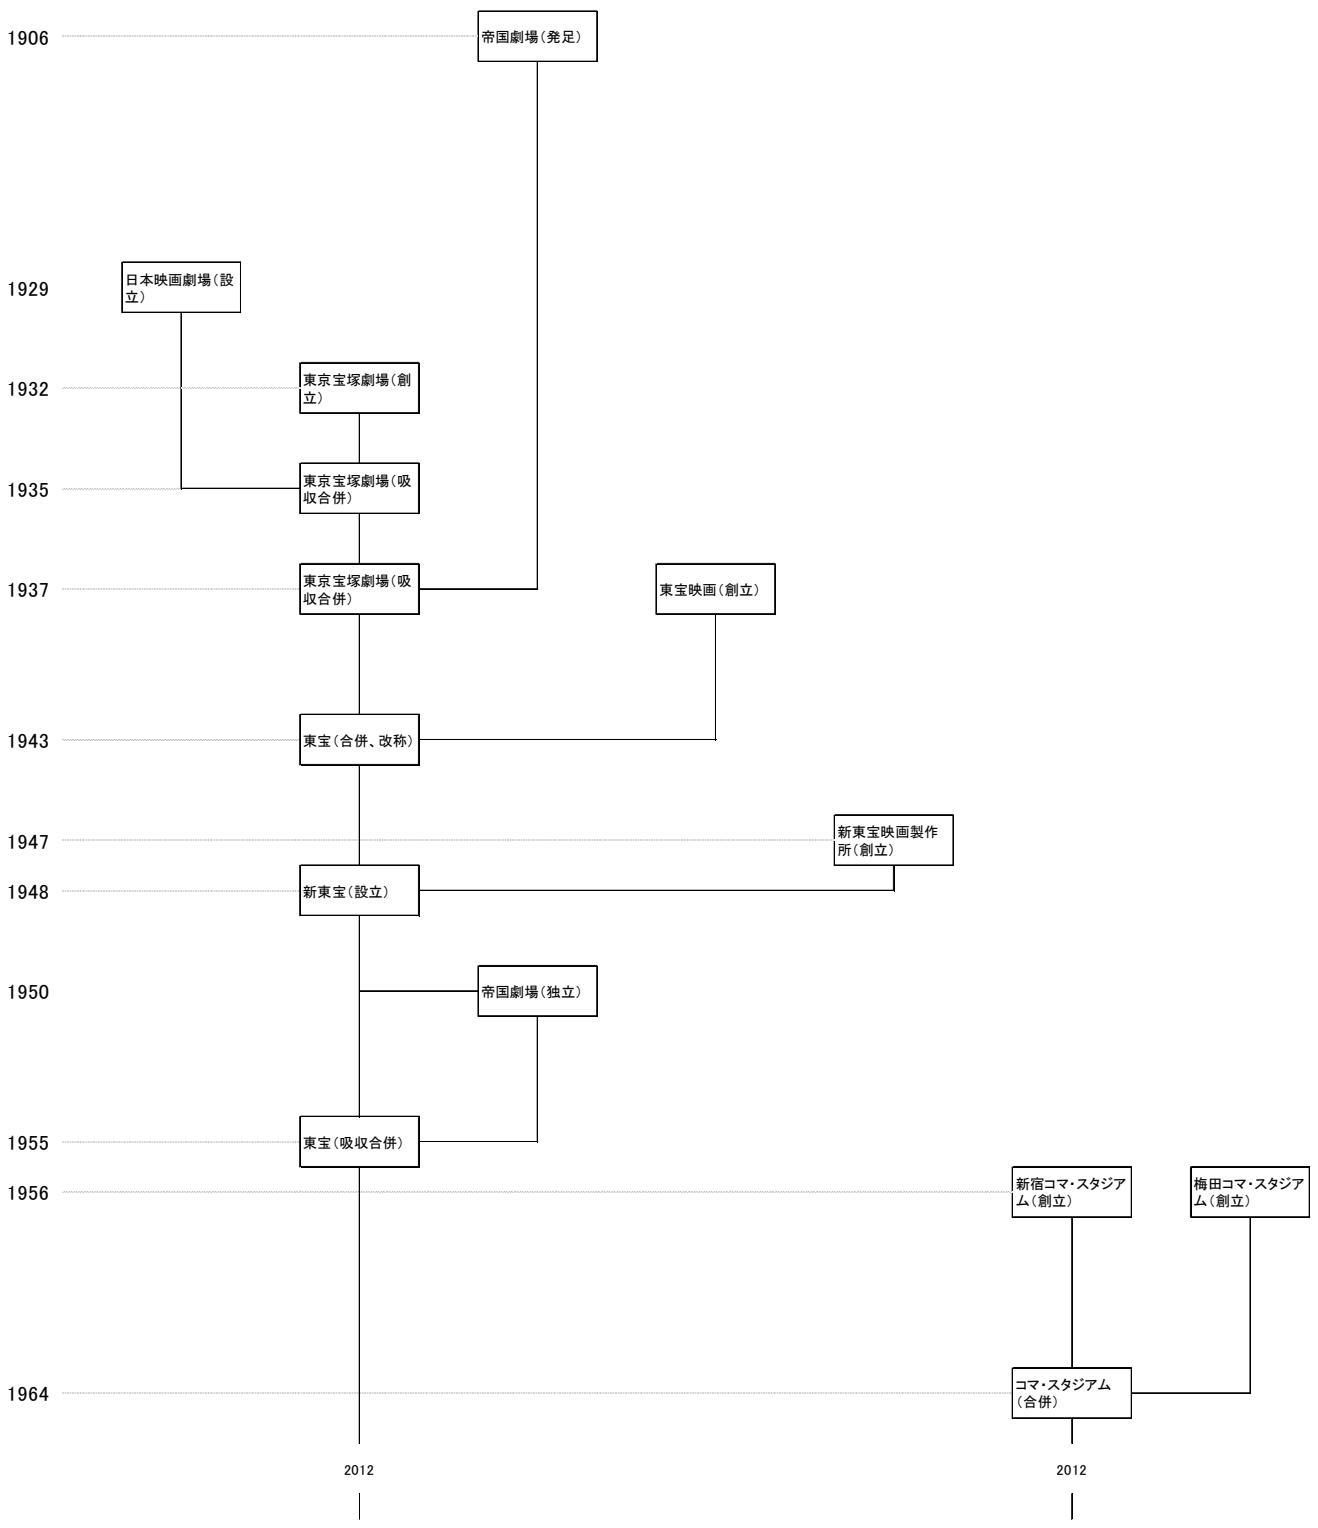 1906
帝国劇場（発足）
1929
日本映画劇場（設
立）
1932
東京宝塚劇場（創
立）
1935
東京宝塚劇場（吸
収合併）
1937
東京宝塚劇場（吸
収合併）
東宝映画（創立）
1943
東宝（合併、改称）
1947
新東宝映画製作
所（創立）
1948
新東宝（設立）
1950
帝国劇場（独立）
1955
東宝（吸収合併）
1956
新宿コマ・スタジア
ム（創立）
梅田コマ・スタジア
ム（創立）
1964
コマ・スタジアム
（合併）
2012
2012